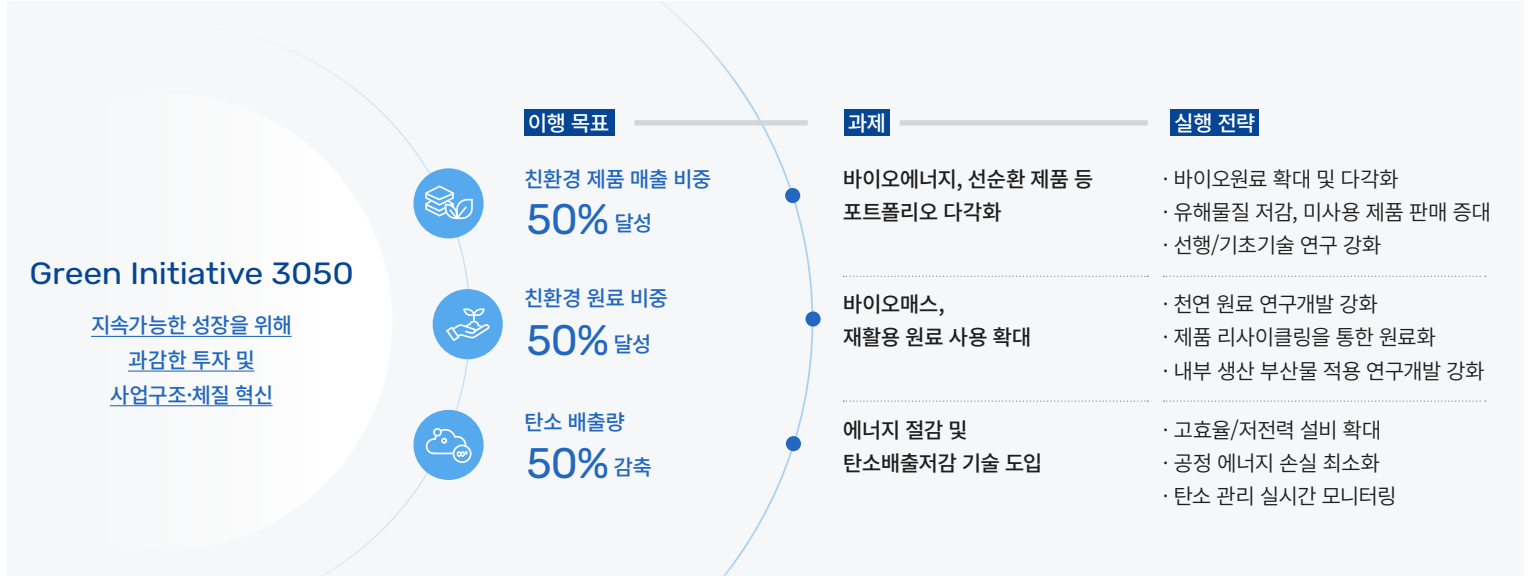 Green Initiative 3050
지속가능한 성장을 위해
과감한 투자 및
사업구조·체질 혁신
이행 목표
과제
실행 전략
친환경 제품 매출 비중
50% 달성
바이오에너지, 선순환 제품 등
포트폴리오 다각화
· 바이오원료 확대 및 다각화
· 유해물질 저감, 미사용 제품 판매 증대
· 선행/기초기술 연구 강화
친환경 원료 비중
50% 달성
바이오매스,
재활용 원료 사용 확대
· 천연 원료 연구개발 강화
· 제품 리사이클링을 통한 원료화
· 내부 생산 부산물 적용 연구개발 강화
탄소 배출량
50% 감축
에너지 절감 및
탄소배출저감 기술 도입
· 고효율/저전력 설비 확대
· 공정 에너지 손실 최소화
· 탄소 관리 실시간 모니터링